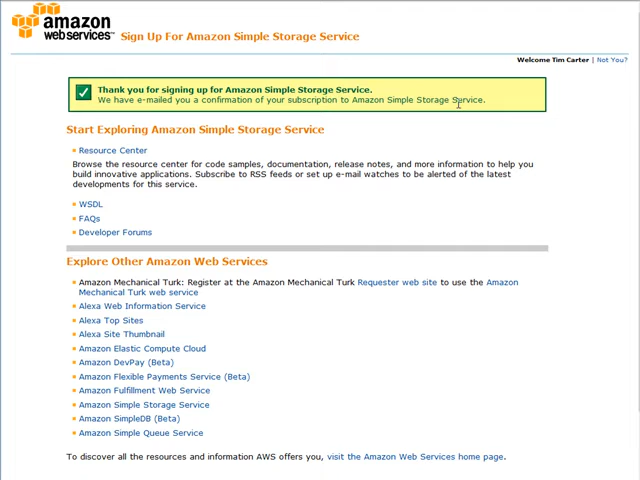 amazon
web services™
Sign Up For Amazon Simple Storage Service
Welcome Tim Carter | Not You?
Thank you for signing up for Amazon Simple Storage Service.
We have e-mailed you a confirmation of your subscription to Amazon Simple Storage Service.
Start Exploring Amazon Simple Storage Service
Resource Center
Browse the resource center for code samples, documentation, release notes, and more information to help you
build innovative applications. Subscribe to RSS feeds or set up e-mail watches to be alerted of the latest
developments for this service.
WSDL
FAQs
Developer Forums
Explore Other Amazon Web Services
Amazon Mechanical Turk: Register at the Amazon Mechanical Turk Requester web site to use the Amazon
Mechanical Turk web service
Alexa Web Information Service
Alexa Top Sites
Alexa Site Thumbnail
Amazon Elastic Compute Cloud
Amazon DevPay (Beta)
Amazon Flexible Payments Service (Beta)
Amazon Fulfillment Web Service
Amazon Simple Storage Service
Amazon SimpleDB (Beta)
Amazon Simple Queue Service
To discover all the resources and information AWS offers you, visit the Amazon Web Services home page.